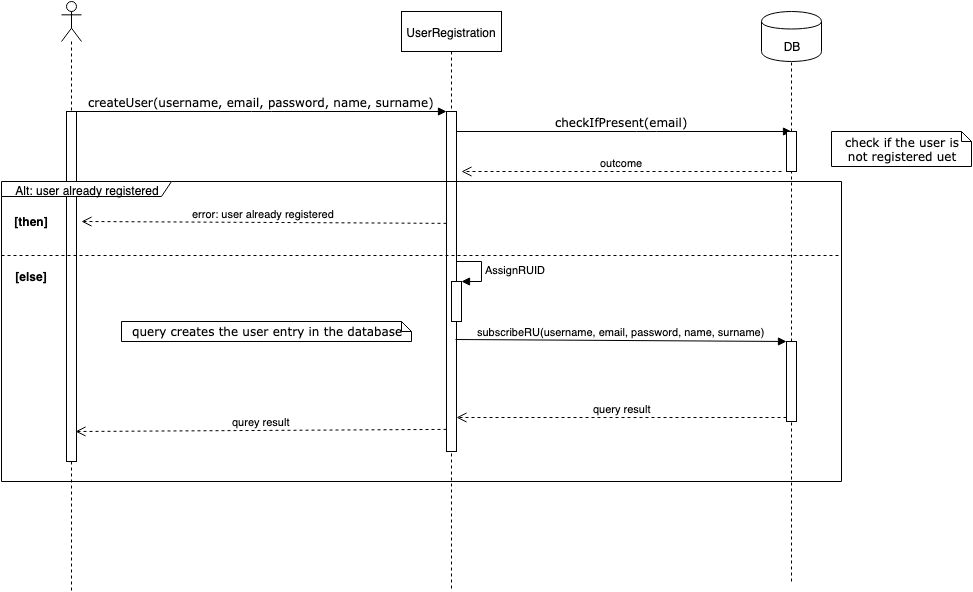 UserRegistration
DB
createUser(username, email, password, name, surname)
checkIfPresent(email)
check if the user is
not registered uet
outcome
Alt: user already registered
error: user already registered
[then]
[else]
AssignRUID
query creates the user entry in the database
subscribeRU(username, email, password, name, surname)
query result
qurey result